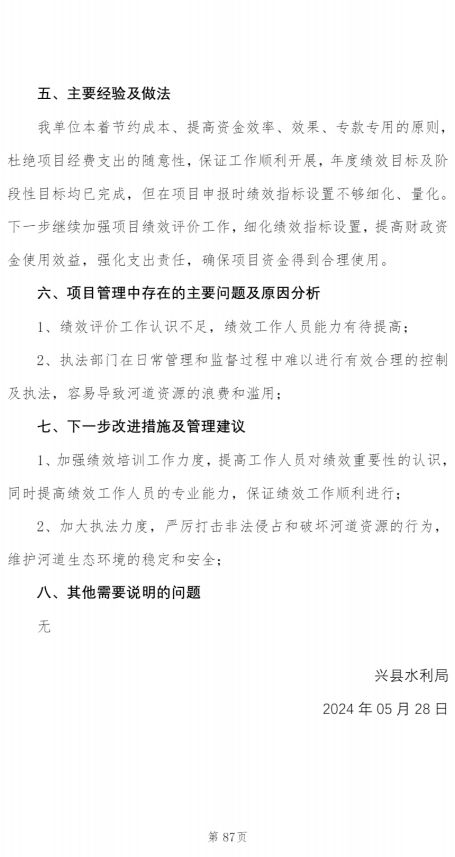 五、主要经验及做法
我单位本着节约成本、提高资金效率、效果、专款专用的原则，
杜绝项目经费支出的随意性，保证工作顺利开展，年度绩效目标及阶
段性目标均已完成，但在项目申报时绩效指标设置不够细化、量化。
下一步继续加强项目绩效评价工作，细化绩效指标设置，提高财政资
金使用效益，强化支出责任，确保项目资金得到合理使用。
六、项目管理中存在的主要问题及原因分析
1、绩效评价工作认识不足，绩效工作人员能力有待提高；
2、执法部门在日常管理和监督过程中难以进行有效合理的控制
及执法，容易导致河道资源的浪费和滥用；
七、下一步改进措施及管理建议
1、加强绩效培训工作力度，提高工作人员对绩效重要性的认识，
同时提高绩效工作人员的专业能力，保证绩效工作顺利进行；
2、加大执法力度，严厉打击非法侵占和破坏河道资源的行为，
维护河道生态环境的稳定和安全；
八、其他需要说明的问题
无
兴县水利局
2024 年 05 月 28 日
第 87页